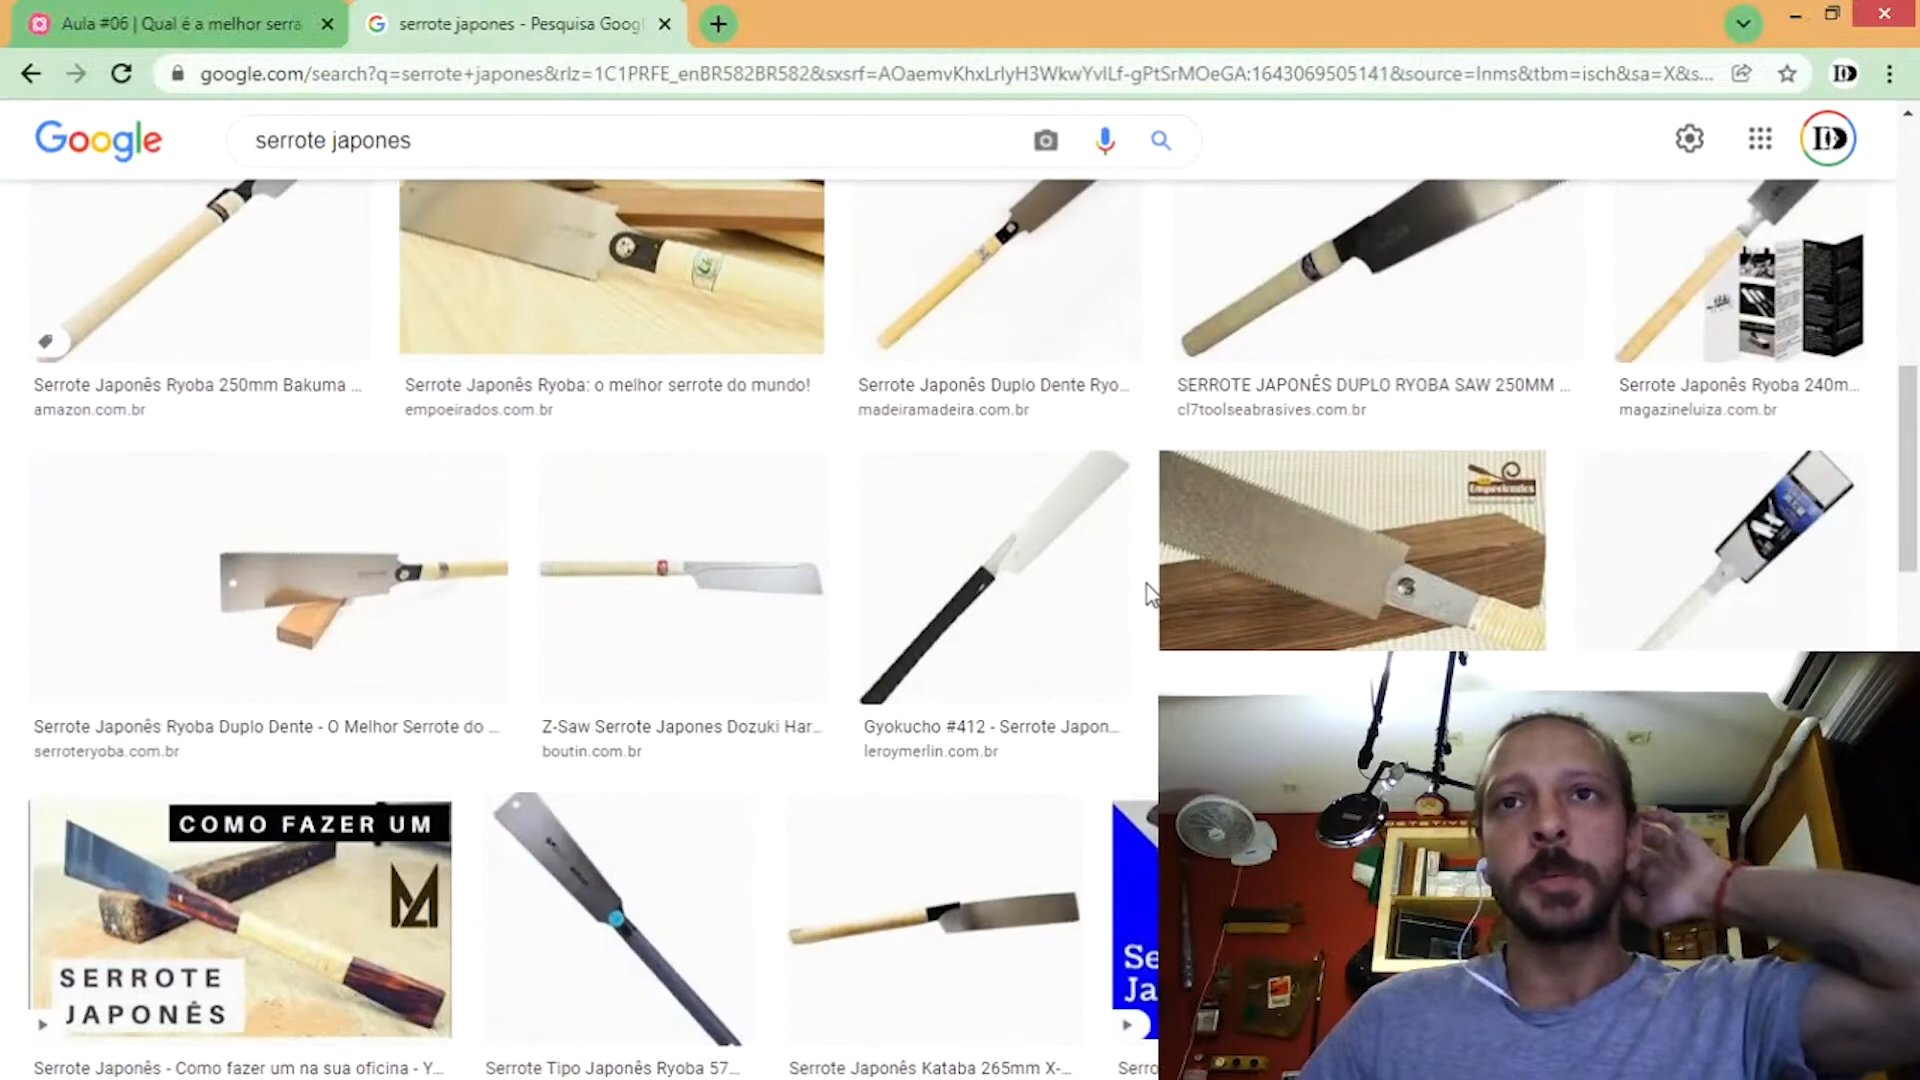 Aula #06 | Qual é a melhor serra
serrote japones - Pesquisa Goog
google.com/search?q=serrote+japones&rlz=1C1PRFE_enBR582BR582&sxsrf=AOaemvKhxLrlyH3WkwYvILf-gPtSrMOeGA:1643069505141&source=lnms&tbm=isch&sa=X&s...
Google
serrote japones
Serrote Japonês Ryoba 250mm Bakuma ...
amazon.com.br
Serrote Japonês Ryoba: o melhor serrote do mundo!
empoeirados.com.br
Serrote Japonês Duplo Dente Ryo...
madeiramadeira.com.br
SERROTE JAPONÊS DUPLO RYOBA SAW 250MM ...
cl7toolseabrasives.com.br
Serrote Japonês Ryoba 240m...
magazineluiza.com.br
Empoeirados
Serrote Japonês Ryoba Duplo Dente - O Melhor Serrote do ...
serroteryoba.com.br
Z-Saw Serrote Japones Dozuki Har...
boutin.com.br
Gyokucho #412 - Serrote Japon...
leroymerlin.com.br
COMO FAZER UM
SERROTE
JAPONÊS
Se
Ja
Serrote Japonês - Como fazer um na sua oficina - Y...
Serrote Tipo Japonês Ryoba 57...
Serrote Japonês Kataba 265mm X-...
Serro